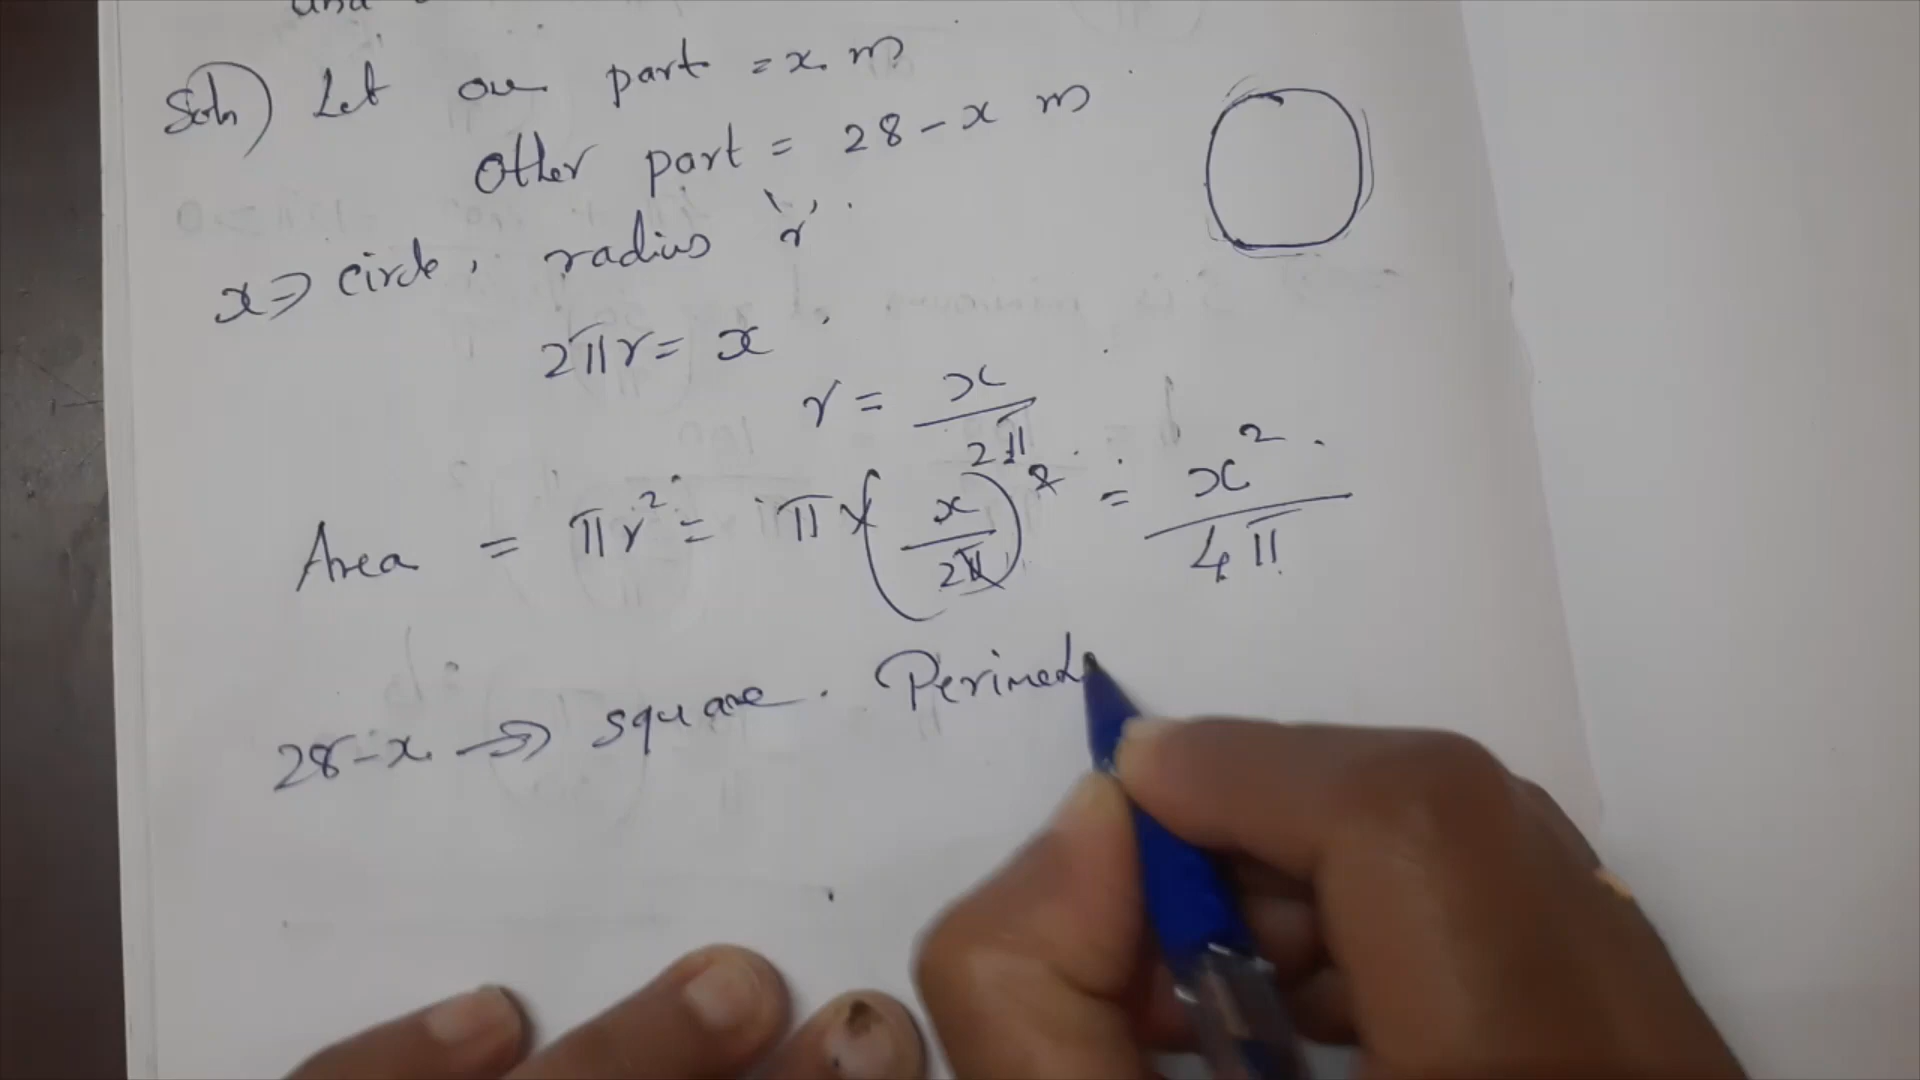 and
Soln) Let one part = x m
Other part = 28 - x m
x ⇒ circle, radius 'r'
2πr = x
r = x/2π
Area = πr² = π × (x/2π)² = x²/4π
28-x → square. Perimet